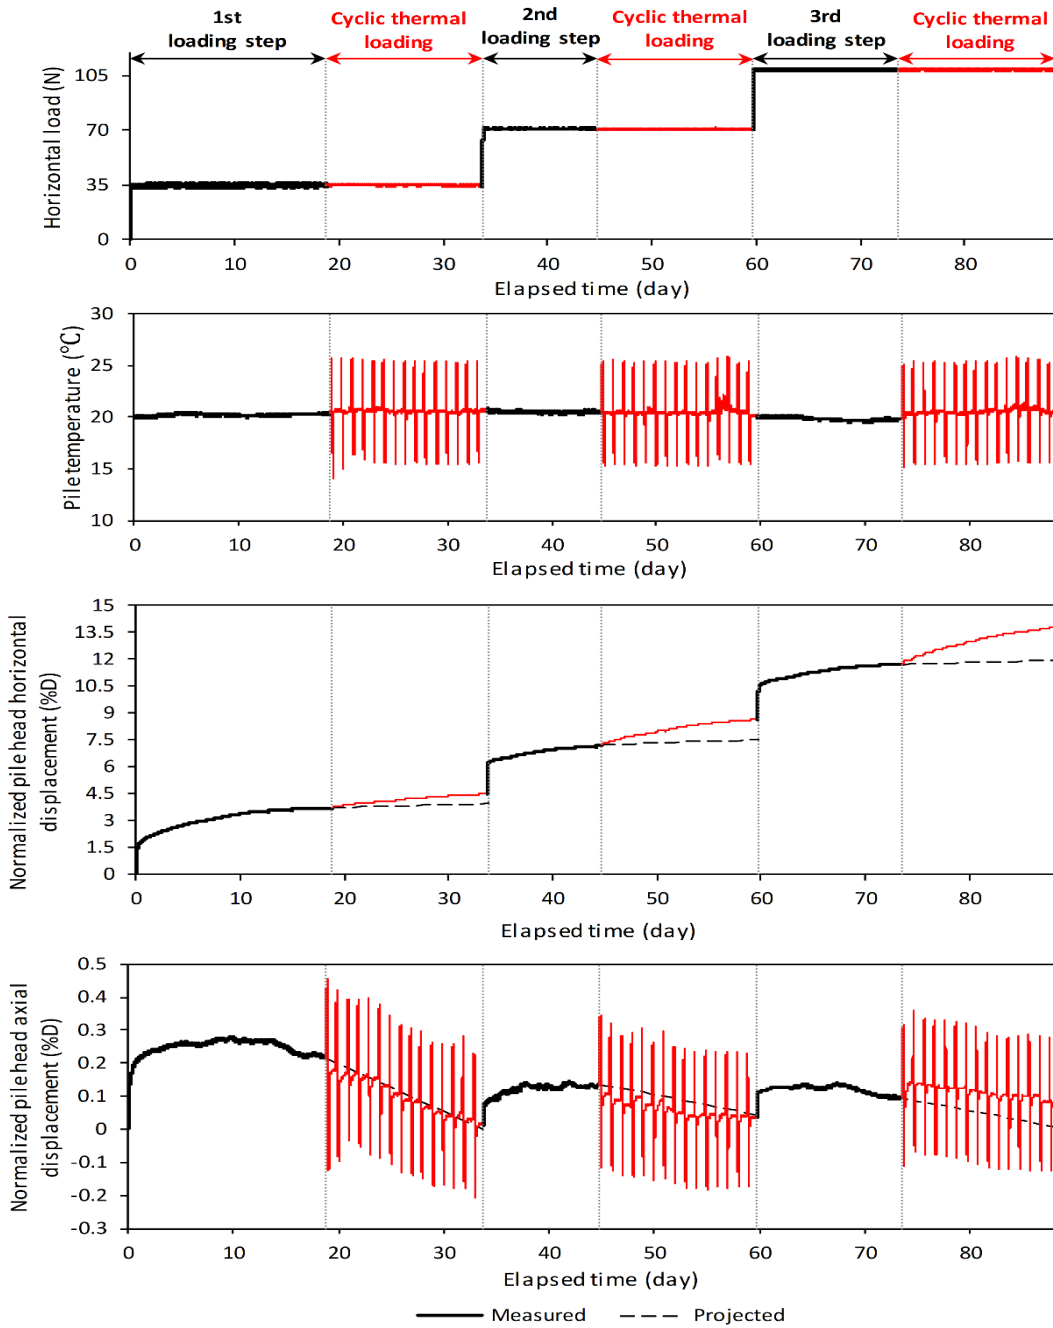 1st
loading step
Cyclic thermal
loading
2nd
loading step
Cyclic thermal
loading
3rd
loading step
Cyclic thermal
loading
Horizontal load (N)
105
70
35
0
0 10 20 30 40 50 60 70 80
Elapsed time (day)
Pile temperature (°C)
30
25
20
15
10
0 10 20 30 40 50 60 70 80
Elapsed time (day)
Normalized pile head horizontal
displacement (%D)
15
13.5
12
10.5
9
7.5
6
4.5
3
1.5
0
0 10 20 30 40 50 60 70 80
Elapsed time (day)
Normalized pile head axial
displacement (%D)
0.5
0.4
0.3
0.2
0.1
0
-0.1
-0.2
-0.3
0 10 20 30 40 50 60 70 80
Elapsed time (day)
Measured Projected